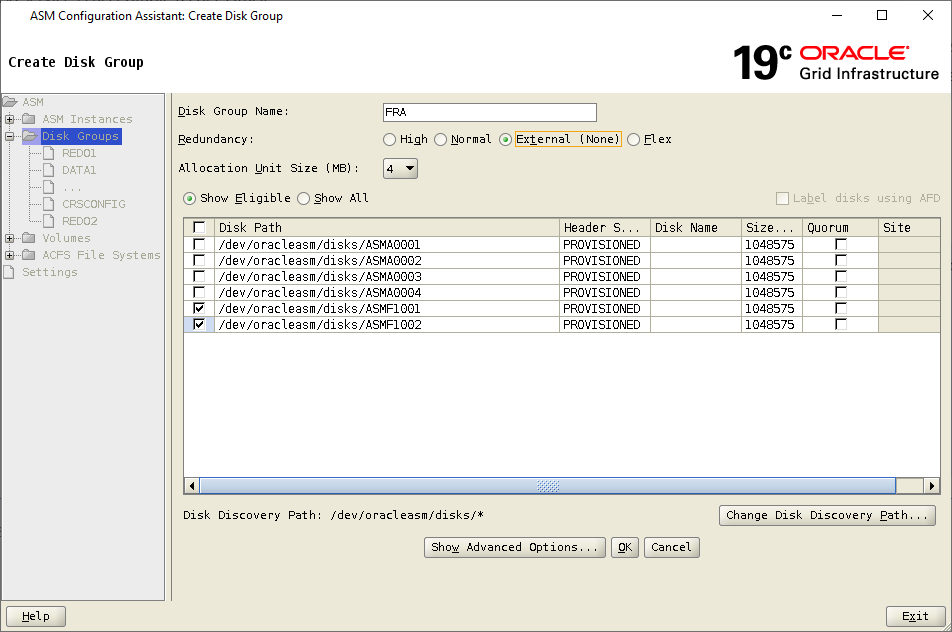 ASM Configuration Assistant: Create Disk Group
Create Disk Group
19c ORACLE
Grid Infrastructure
ASM
ASM Instances
Disk Groups
REDO1
DATA1
...
CRSCONFIG
REDO2
Volumes
ACFS File Systems
Settings
Disk Group Name: FRA
Redundancy: High Normal External (None) Flex
Allocation Unit Size (MB): 4
Show Eligible Show All Label disks using AFD
Disk Path Header S... Disk Name Size... Quorum Site
/dev/oracleasm/disks/ASMA0001 PROVISIONED 1048575
/dev/oracleasm/disks/ASMA0002 PROVISIONED 1048575
/dev/oracleasm/disks/ASMA0003 PROVISIONED 1048575
/dev/oracleasm/disks/ASMA0004 PROVISIONED 1048575
/dev/oracleasm/disks/ASMF1001 PROVISIONED 1048575
/dev/oracleasm/disks/ASMF1002 PROVISIONED 1048575
Disk Discovery Path: /dev/oracleasm/disks/* Change Disk Discovery Path...
Show Advanced Options... OK Cancel
Help Exit